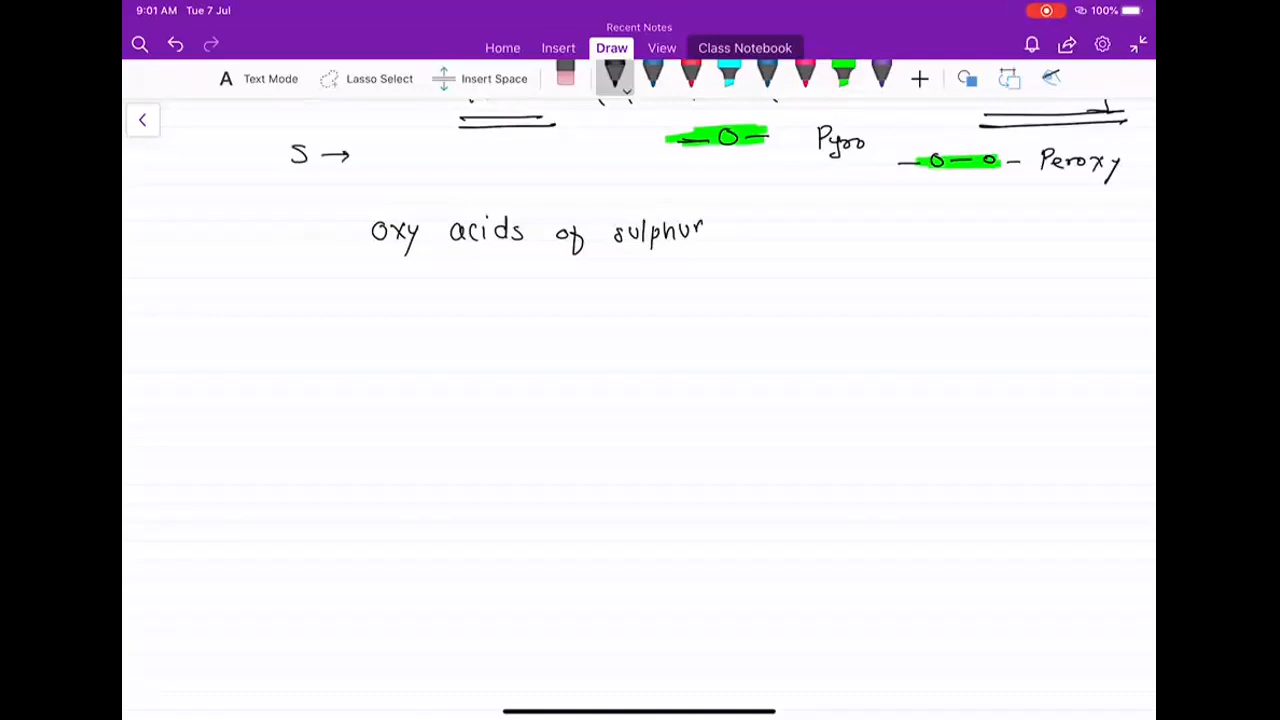 9:01 AM Tue 7 Jul
100%
Recent Notes
Home Insert Draw View Class Notebook
Text Mode Lasso Select Insert Space
-O- Pyro
S → -O-O- Peroxy
oxy acids of sulphur